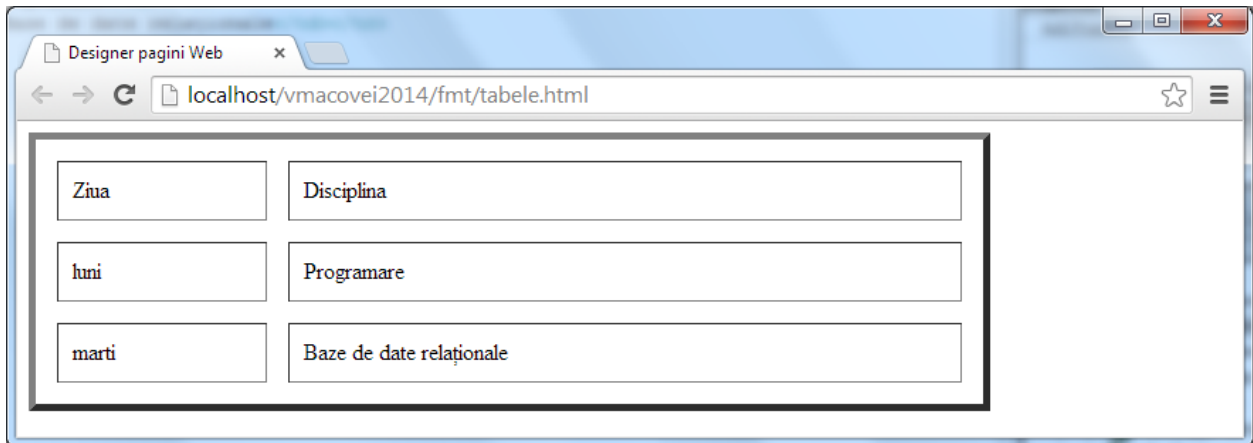 Designer pagini Web
localhost/vmacovei2014/fmt/tabele.html
Ziua Disciplina
luni Programare
marti Baze de date relaționale